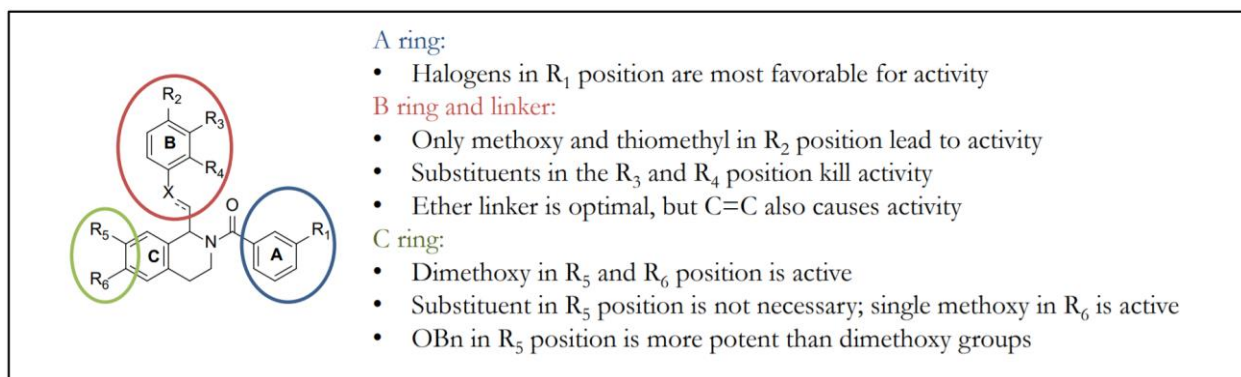 A ring:
• Halogens in R₁ position are most favorable for activity
B ring and linker:
• Only methoxy and thiomethyl in R₂ position lead to activity
• Substituents in the R₃ and R₄ position kill activity
• Ether linker is optimal, but C=C also causes activity
C ring:
• Dimethoxy in R₅ and R₆ position is active
• Substituent in R₅ position is not necessary; single methoxy in R₆ is active
• OBn in R₅ position is more potent than dimethoxy groups
R₂
R₃
B
R₄
X
O
R₅
R₁
C
N
A
R₆